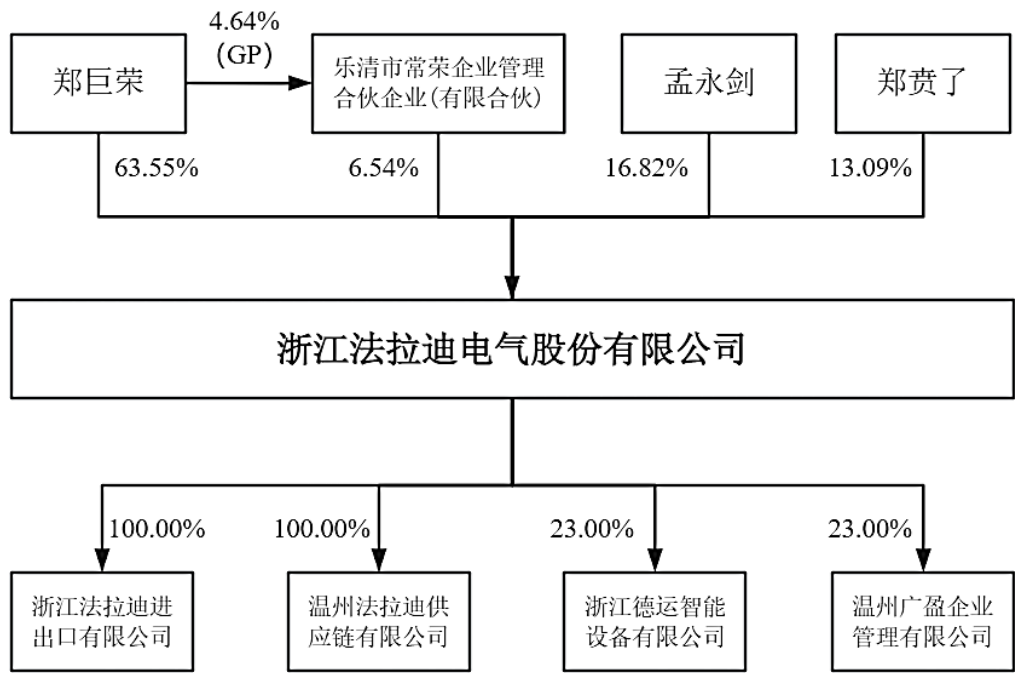 4.64%
（GP）
郑巨荣
乐清市常荣企业管理
合伙企业(有限合伙)
孟永剑
郑贲了
63.55%
6.54%
16.82%
13.09%
浙江法拉迪电气股份有限公司
100.00%
100.00%
23.00%
23.00%
浙江法拉迪进
出口有限公司
温州法拉迪供
应链有限公司
浙江德运智能
设备有限公司
温州广盈企业
管理有限公司